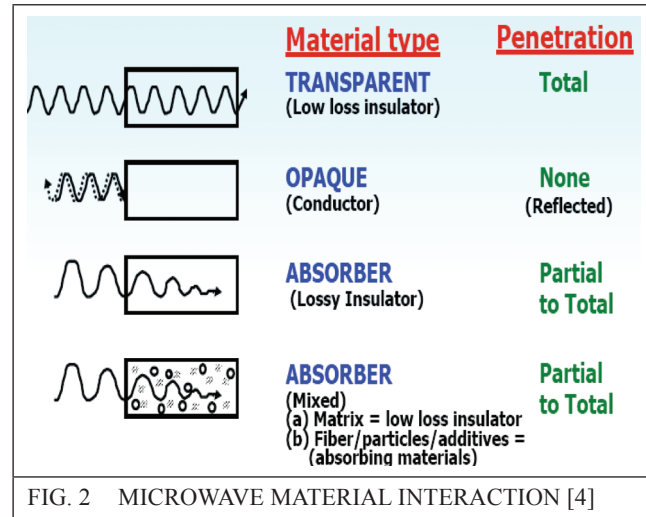 Material type Penetration
TRANSPARENT Total
(Low loss insulator)
OPAQUE None
(Conductor) (Reflected)
ABSORBER Partial
(Lossy Insulator) to Total
ABSORBER Partial
(Mixed) to Total
(a) Matrix = low loss insulator
(b) Fiber/particles/additives =
(absorbing materials)
FIG. 2 MICROWAVE MATERIAL INTERACTION [4]